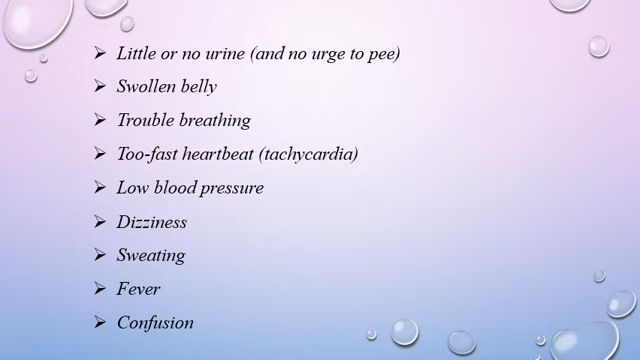 ➢ Little or no urine (and no urge to pee)
➢ Swollen belly
➢ Trouble breathing
➢ Too-fast heartbeat (tachycardia)
➢ Low blood pressure
➢ Dizziness
➢ Sweating
➢ Fever
➢ Confusion